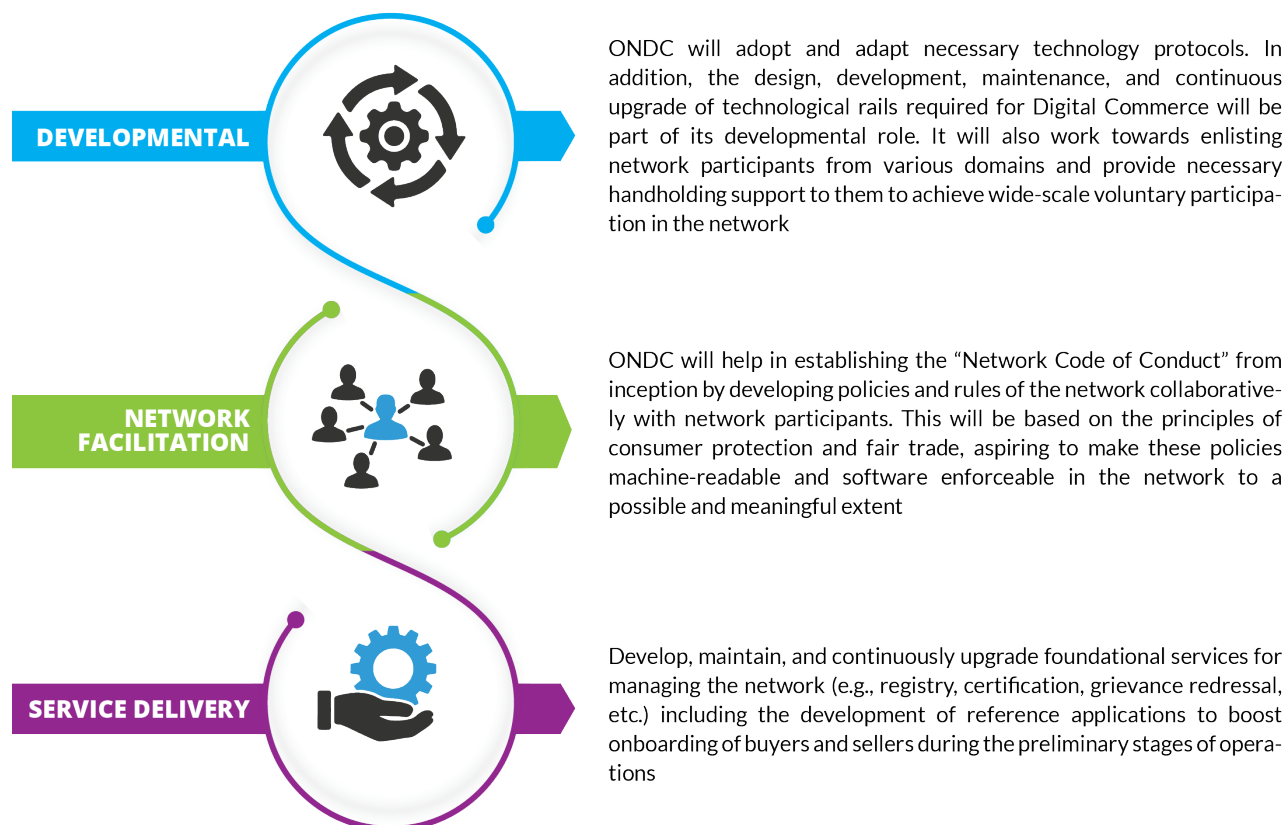 DEVELOPMENTAL
ONDC will adopt and adapt necessary technology protocols. In
addition, the design, development, maintenance, and continuous
upgrade of technological rails required for Digital Commerce will be
part of its developmental role. It will also work towards enlisting
network participants from various domains and provide necessary
handholding support to them to achieve wide-scale voluntary participa-
tion in the network
NETWORK
FACILITATION
ONDC will help in establishing the “Network Code of Conduct” from
inception by developing policies and rules of the network collaborative-
ly with network participants. This will be based on the principles of
consumer protection and fair trade, aspiring to make these policies
machine-readable and software enforceable in the network to a
possible and meaningful extent
SERVICE DELIVERY
Develop, maintain, and continuously upgrade foundational services for
managing the network (e.g., registry, certification, grievance redressal,
etc.) including the development of reference applications to boost
onboarding of buyers and sellers during the preliminary stages of opera-
tions